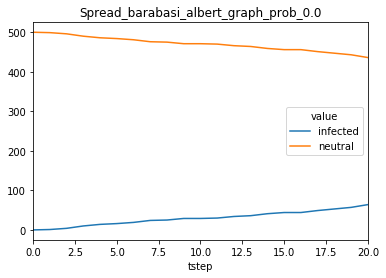 Spread_barabasi_albert_graph_prob_0.0
500
400
300
200
100
0
value
infected
neutral
0.0 2.5 5.0 7.5 10.0 12.5 15.0 17.5 20.0
tstep